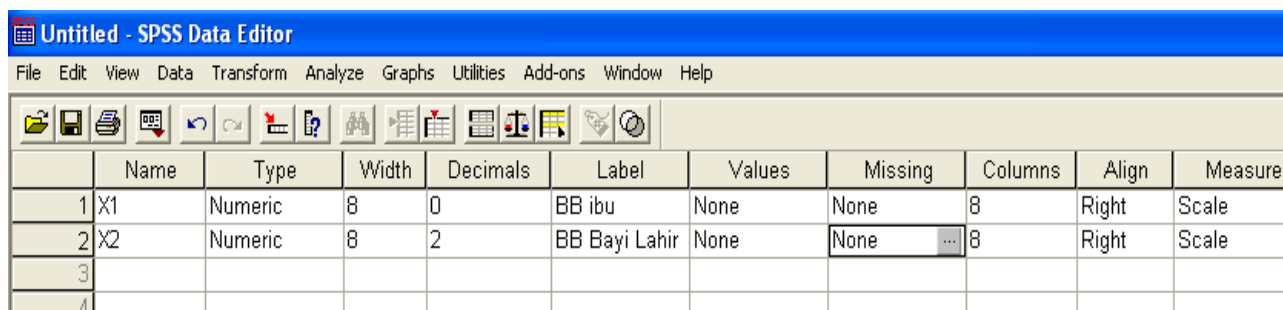 Untitled - SPSS Data Editor
File Edit View Data Transform Analyze Graphs Utilities Add-ons Window Help
Name Type Width Decimals Label Values Missing Columns Align Measure
1 X1 Numeric 8 0 BB ibu None None 8 Right Scale
2 X2 Numeric 8 2 BB Bayi Lahir None None ... 8 Right Scale
3
4